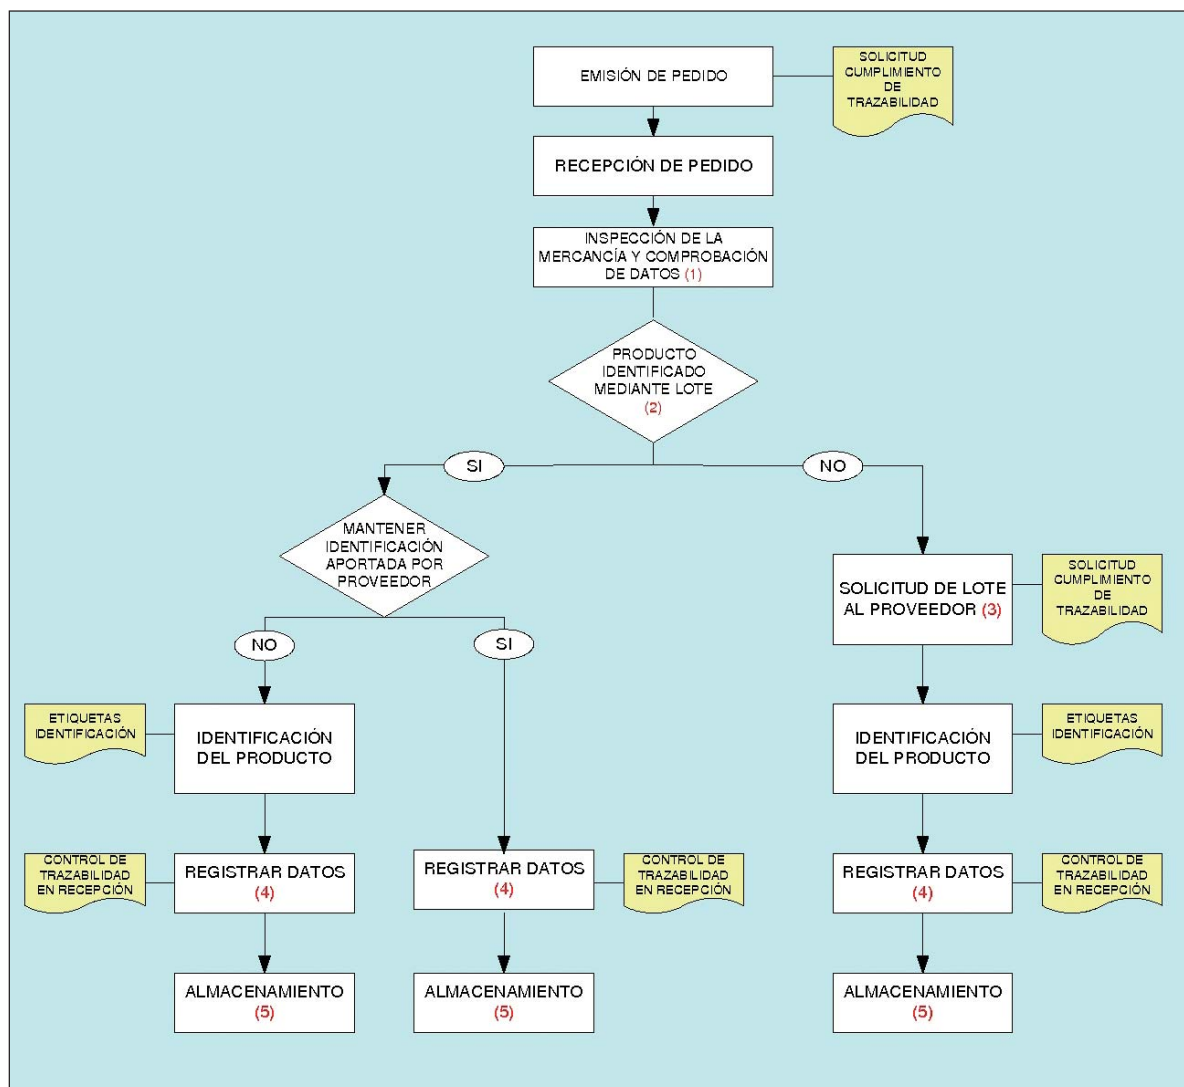 EMISIÓN DE PEDIDO
SOLICITUD
CUMPLIMIENTO
DE
TRAZABILIDAD
RECEPCIÓN DE PEDIDO
INSPECCIÓN DE LA
MERCANCÍA Y COMPROBACIÓN
DE DATOS (1)
PRODUCTO
IDENTIFICADO
MEDIANTE LOTE
(2)
SI
NO
MANTENER
IDENTIFICACIÓN
APORTADA POR
PROVEEDOR
SOLICITUD DE LOTE
AL PROVEEDOR (3)
SOLICITUD
CUMPLIMIENTO
DE
TRAZABILIDAD
NO
SI
ETIQUETAS
IDENTIFICACIÓN
IDENTIFICACIÓN
DEL PRODUCTO
IDENTIFICACIÓN
DEL PRODUCTO
ETIQUETAS
IDENTIFICACIÓN
CONTROL DE
TRAZABILIDAD
EN RECEPCIÓN
REGISTRAR DATOS
(4)
REGISTRAR DATOS
(4)
CONTROL DE
TRAZABILIDAD
EN RECEPCIÓN
REGISTRAR DATOS
(4)
CONTROL DE
TRAZABILIDAD
EN RECEPCIÓN
ALMACENAMIENTO
(5)
ALMACENAMIENTO
(5)
ALMACENAMIENTO
(5)